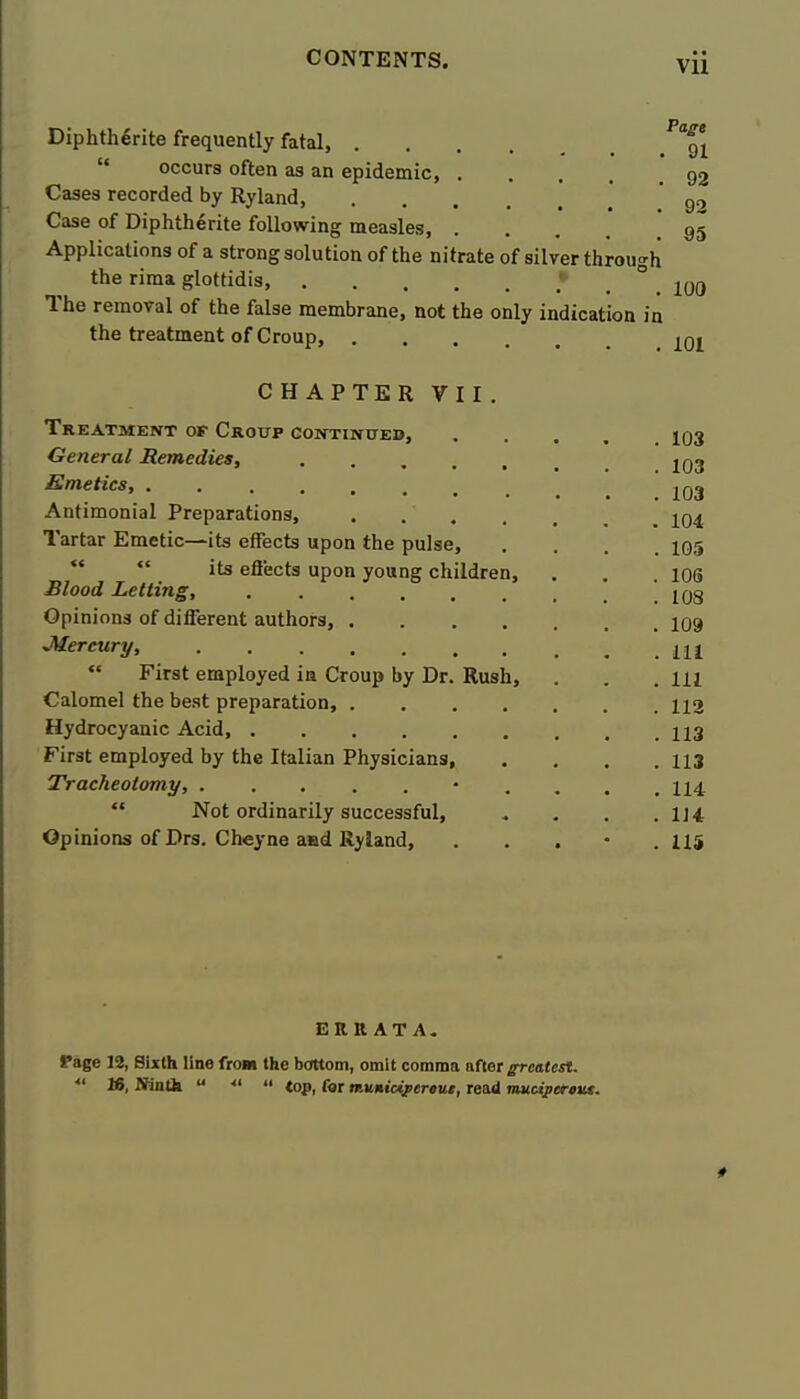 CONTENTS. vii
Page
Diphthérite frequently fatal, . . . . . . . 91
“ occurs often as an epidemic, . . . . . 92
Cases recorded by Ryland, . . . . . . . 92
Case of Diphthérite following measles, . . . . . 95
Applications of a strong solution of the nitrate of silver through
the rima glottidis, . . . . . . . . 100
The removal of the false membrane, not the only indication in
the treatment of Croup, . . . . . . . 101
CHAPTER VII.
Treatment of Croup continued, . . . . . 103
General Remedies, . . . . . . . . 103
Emetics, . . . . . . . . . . 103
Antimonial Preparations, . . . . . . . 104
Tartar Emetic—its effects upon the pulse, . . . . 105
“ “ its effects upon young children, . . . 106
Blood Letting, . . . . . . . . . 108
Opinions of different authors, . . . . . . . 109
Mercury, . . . . . . . . . . 111
“ First employed in Croup by Dr. Rush, . . . 111
Calomel the best preparation, . . . . . . . 112
Hydrocyanic Acid, . . . . . . . . . 113
First employed by the Italian Physicians, . . . . 113
Tracheotomy, . . . . . . . . . . 114
“ Not ordinarily successful, . . . . 114
Opinions of Drs. Cheyne and Ryland, . . . . . 115
ERRATA.
Page 12, Sixth line from the bottom, omit comma after greatest.
“ 16, Ninth “ “ “ top, for municiperous, read muciperous.